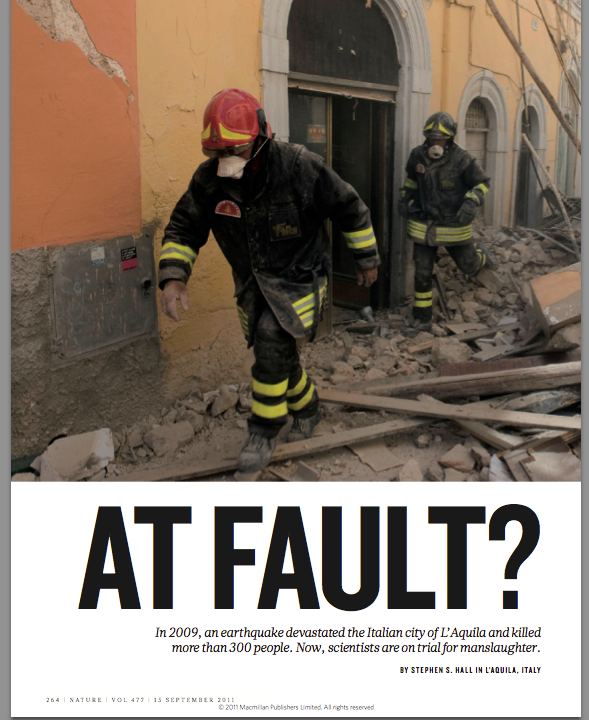 AT FAULT?
In 2009, an earthquake devastated the Italian city of L’Aquila and killed
more than 300 people. Now, scientists are on trial for manslaughter.
BY STEPHEN S. HALL IN L’AQUILA, ITALY
264 | NATURE | VOL 477 | 15 SEPTEMBER 2011
© 2011 Macmillan Publishers Limited. All rights reserved